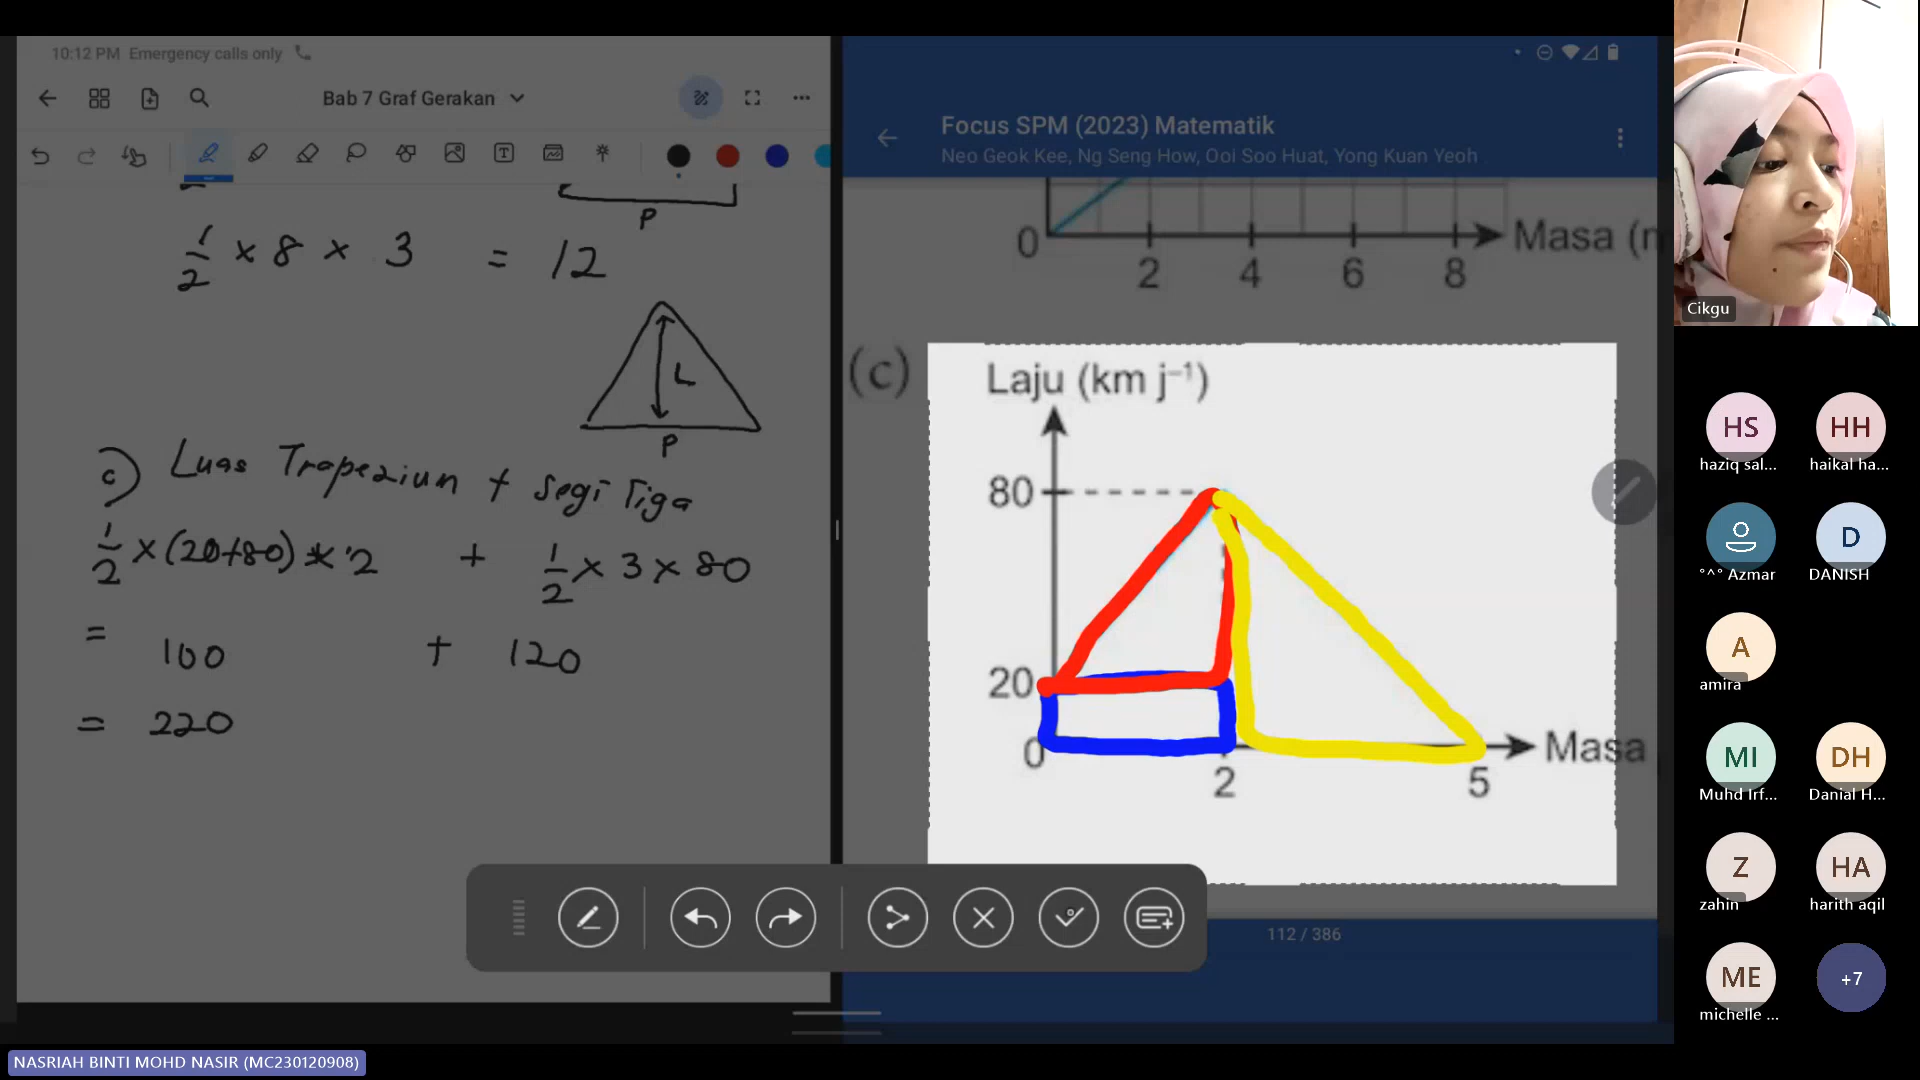 10:12 PM Emergency calls only
Bab 7 Graf Gerakan
P
1/2 × 8 × 3 = 12
L
P
c) Luas Trapezium + segi Tiga
1/2 × (20+80) × 2 + 1/2 × 3 × 80
= 100 + 120
= 220
Focus SPM (2023) Matematik
Neo Geok Kee, Ng Seng How, Ooi Soo Huat, Yong Kuan Yeoh
0 2 4 6 8 Masa (
(c)
Laju (km j⁻¹)
80
20
0 2 5 Masa
112 / 386
Cikgu
HS HH
haziq sal... haikal ha...
D
°^° Azmar DANISH
A
amira
MI DH
Muhd Irf... Danial H...
Z HA
zahin harith aqil
ME +7
michelle ...
NASRIAH BINTI MOHD NASIR (MC230120908)